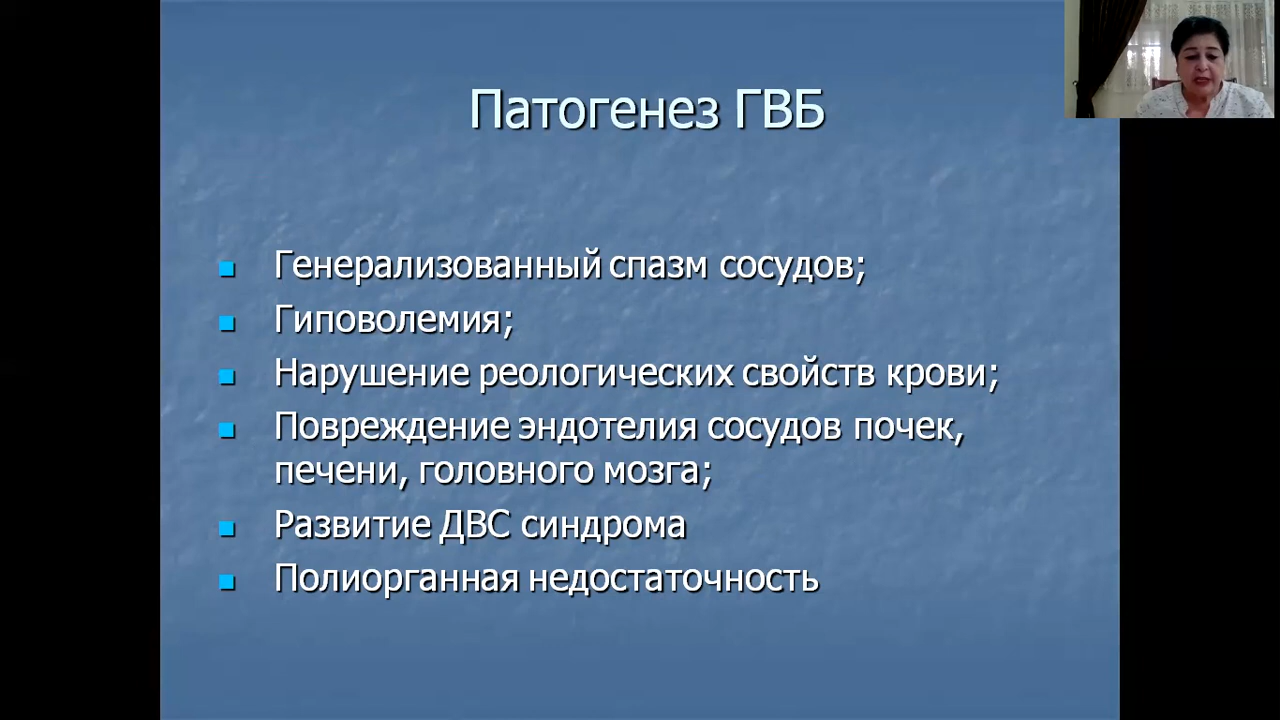 Патогенез ГВБ
Генерализованный спазм сосудов;
Гиповолемия;
Нарушение реологических свойств крови;
Повреждение эндотелия сосудов почек,
печени, головного мозга;
Развитие ДВС синдрома
Полиорганная недостаточность